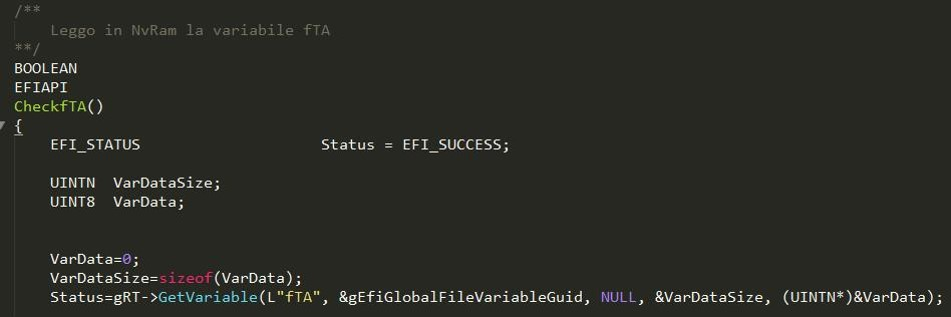 /**
Leggo in NvRam la variabile fTA
**/
BOOLEAN
EFIAPI
CheckfTA()
{
EFI_STATUS Status = EFI_SUCCESS;
UINTN VarDataSize;
UINT8 VarData;
VarData=0;
VarDataSize=sizeof(VarData);
Status=gRT->GetVariable(L"fTA", &gEfiGlobalFileVariableGuid, NULL, &VarDataSize, (UINTN*)&VarData);